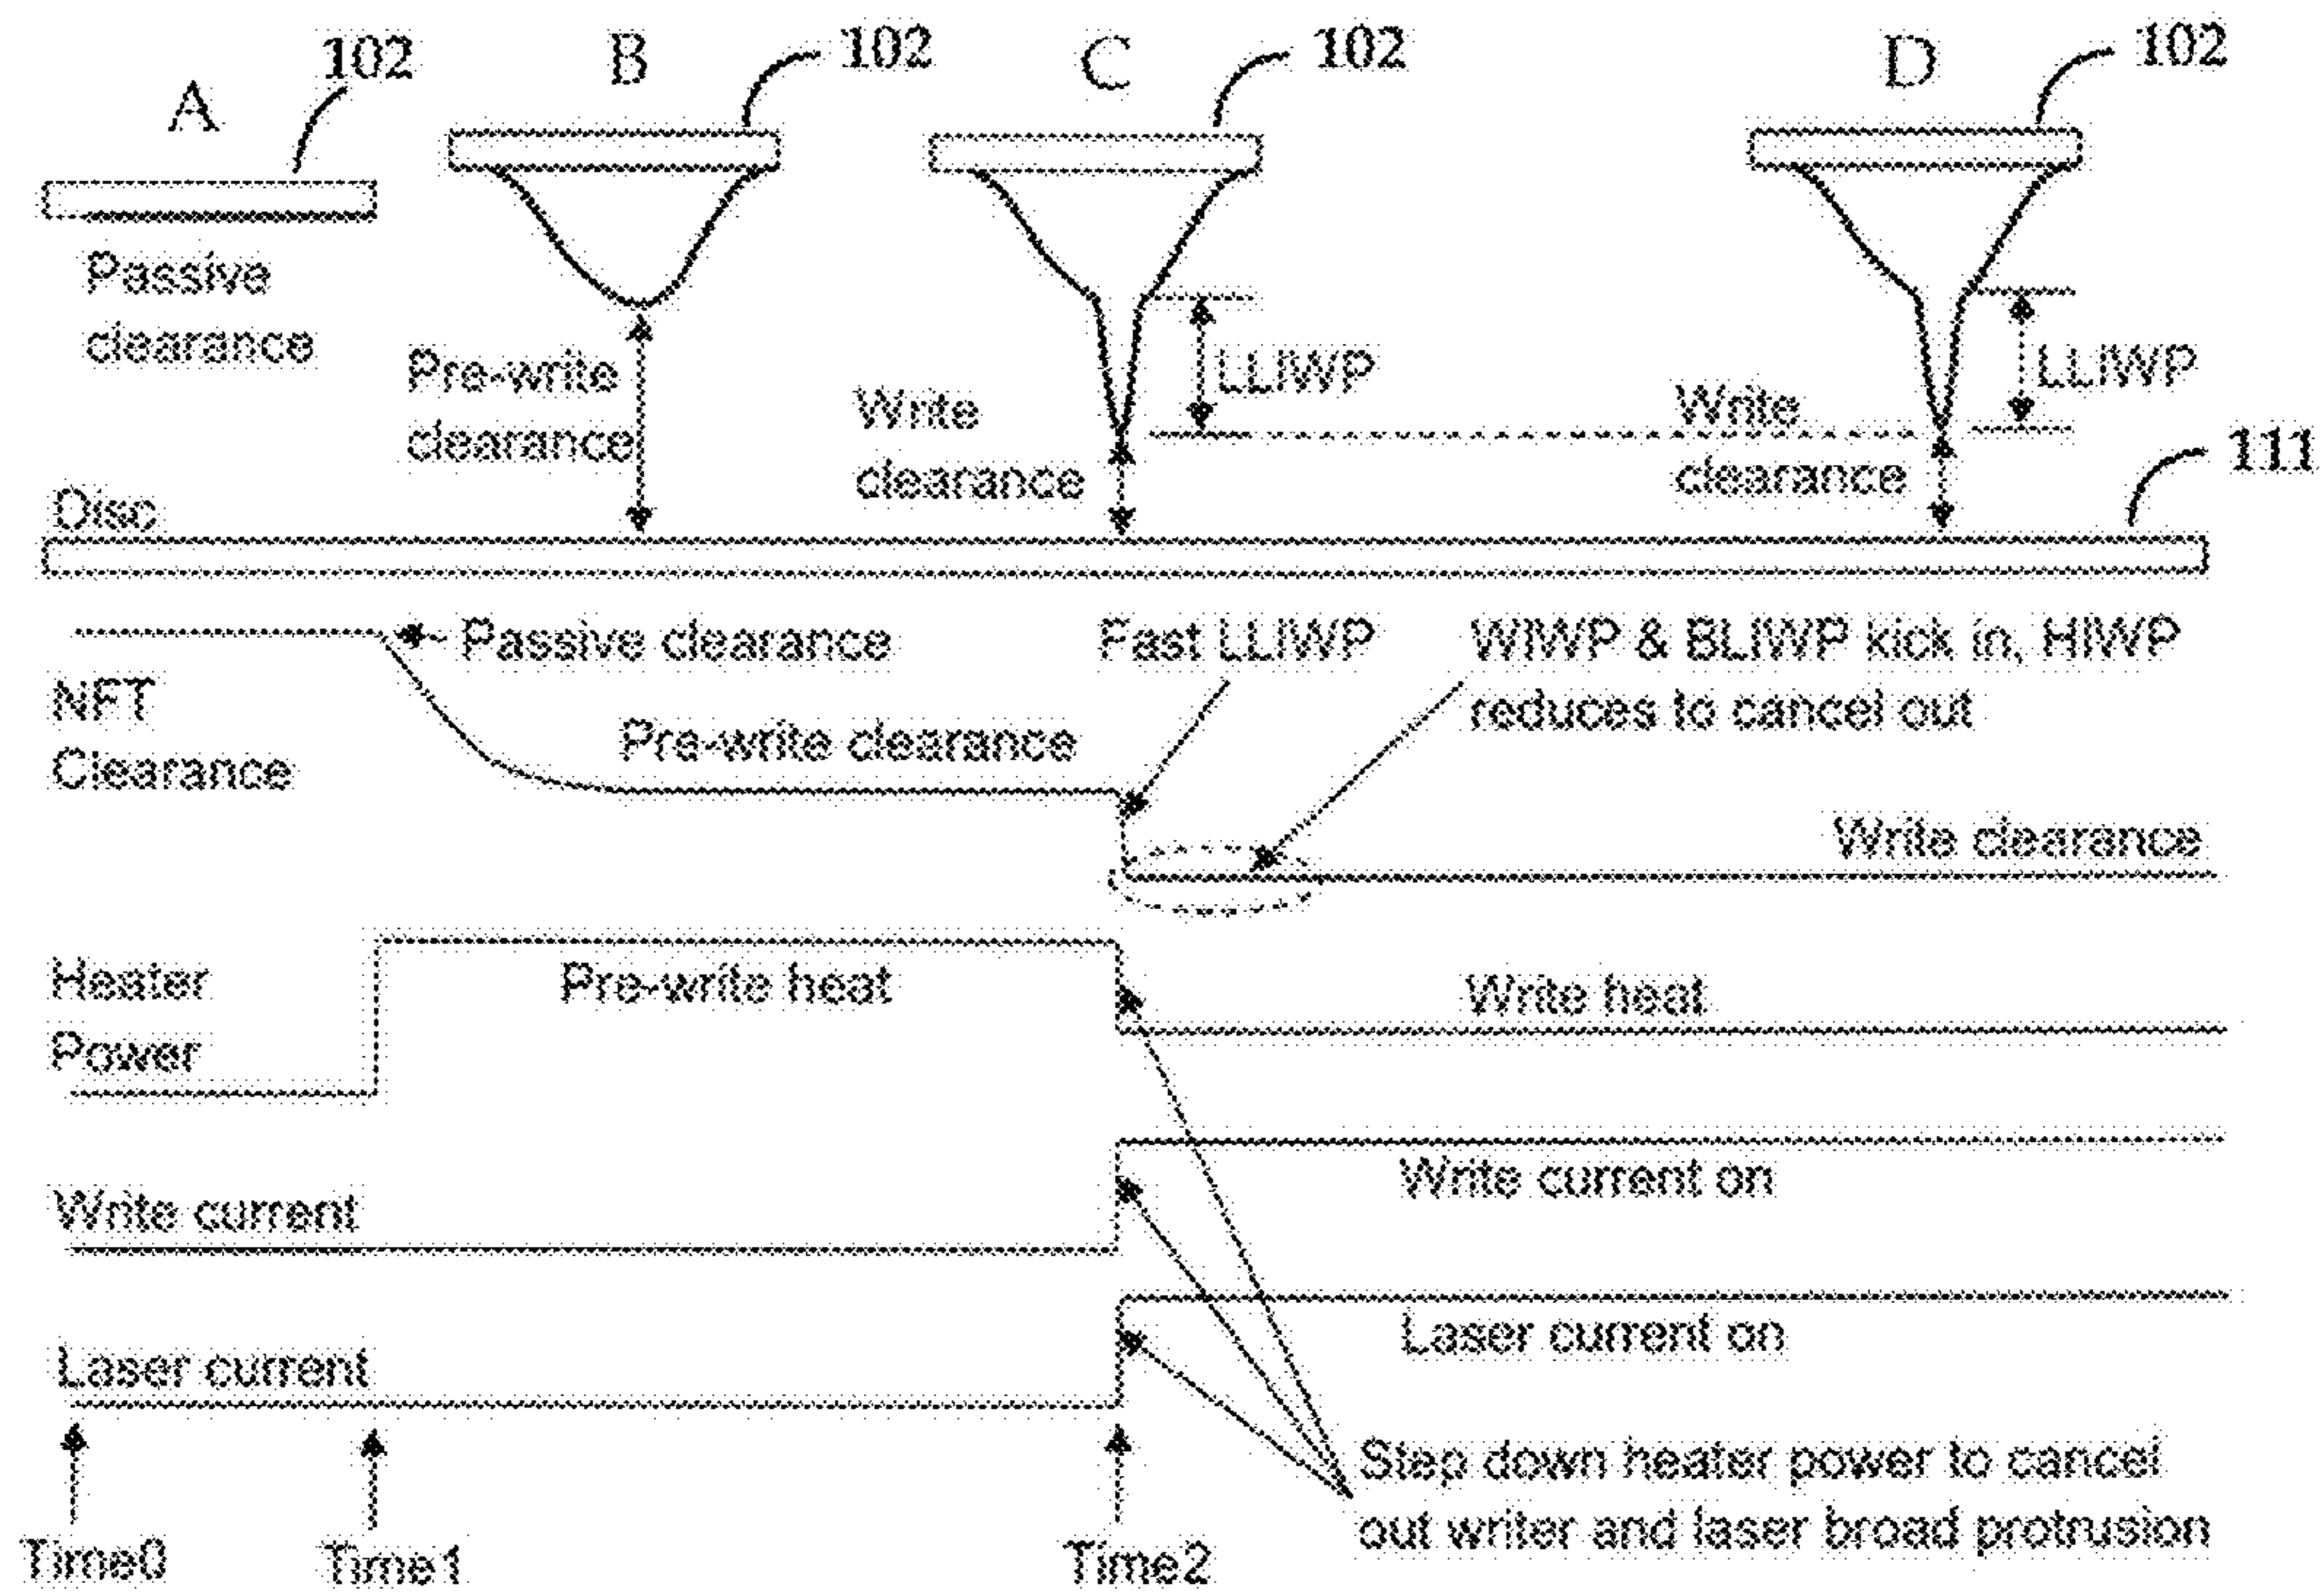 A
102
B
102
C
102
D
102
Passive
clearance
Pre-write
clearance
Write
clearance
LLIWP
Write
clearance
LLIWP
111
Disc
NFT
Clearance
Passive clearance
Pre-write clearance
Fast LLIWP
WIWP & BLIWP kick in, HIWP
reduces to cancel out
Write clearance
Heater
Power
Pre-write heat
Write heat
Write current
Write current on
Laser current
Laser current on
Step down heater power to cancel
out writer and laser broad protrusion
Time0
Time1
Time2